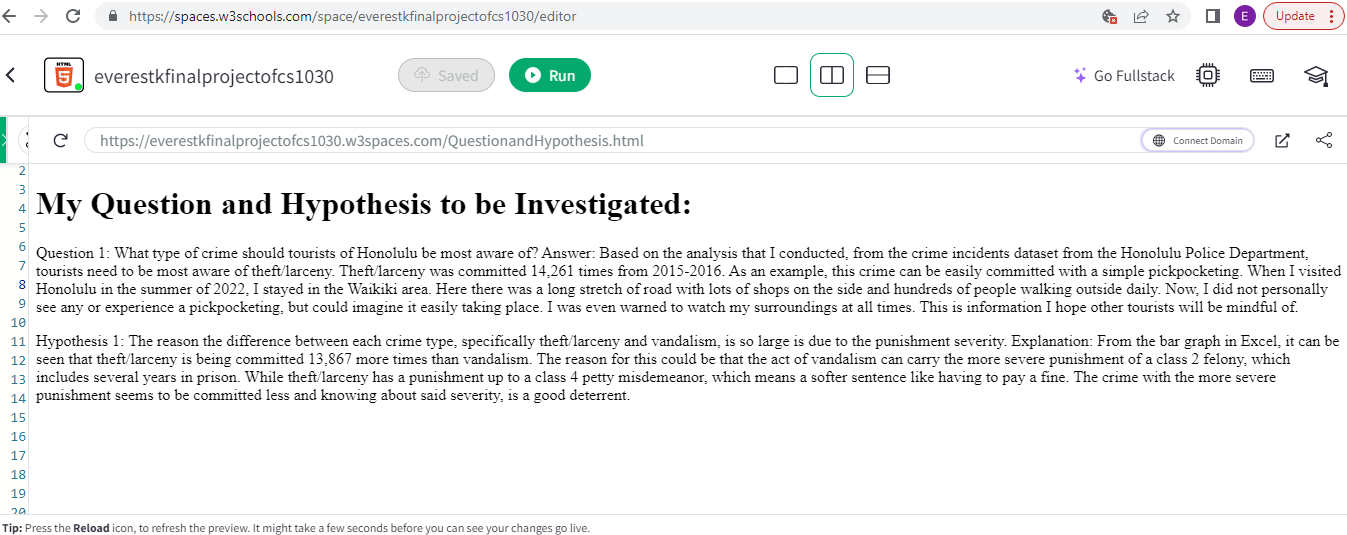 https://spaces.w3schools.com/space/everestkfinalprojectofcs1030/editor
E
Update
HTML
5
everestkfinalprojectofcs1030
Saved
Run
Go Fullstack
https://everestkfinalprojectofcs1030.w3spaces.com/QuestionandHypothesis.html
Connect Domain
2
3
4
5
6
7
8
9
10
11
12
13
14
15
16
17
18
19
20
My Question and Hypothesis to be Investigated:
Question 1: What type of crime should tourists of Honolulu be most aware of? Answer: Based on the analysis that I conducted, from the crime incidents dataset from the Honolulu Police Department,
tourists need to be most aware of theft/larceny. Theft/larceny was committed 14,261 times from 2015-2016. As an example, this crime can be easily committed with a simple pickpocketing. When I visited
Honolulu in the summer of 2022, I stayed in the Waikiki area. Here there was a long stretch of road with lots of shops on the side and hundreds of people walking outside daily. Now, I did not personally
see any or experience a pickpocketing, but could imagine it easily taking place. I was even warned to watch my surroundings at all times. This is information I hope other tourists will be mindful of.
Hypothesis 1: The reason the difference between each crime type, specifically theft/larceny and vandalism, is so large is due to the punishment severity. Explanation: From the bar graph in Excel, it can be
seen that theft/larceny is being committed 13,867 more times than vandalism. The reason for this could be that the act of vandalism can carry the more severe punishment of a class 2 felony, which
includes several years in prison. While theft/larceny has a punishment up to a class 4 petty misdemeanor, which means a softer sentence like having to pay a fine. The crime with the more severe
punishment seems to be committed less and knowing about said severity, is a good deterrent.
Tip: Press the Reload icon, to refresh the preview. It might take a few seconds before you can see your changes go live.